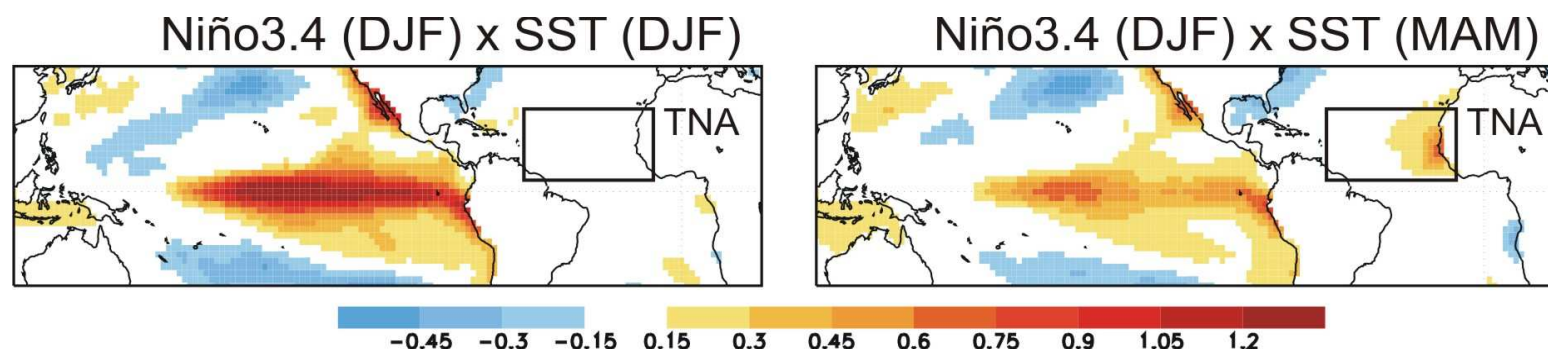 Niño3.4 (DJF) x SST (DJF)
Niño3.4 (DJF) x SST (MAM)
TNA
TNA
-0.45 -0.3 -0.15 0.15 0.3 0.45 0.6 0.75 0.9 1.05 1.2